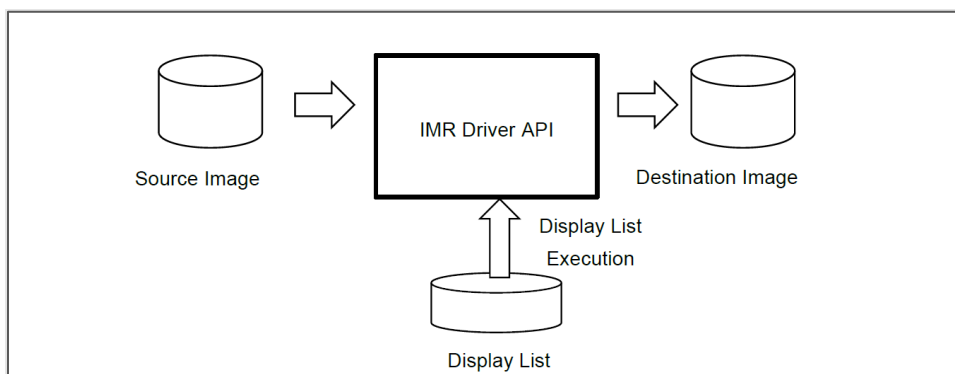 IMR Driver API
Source Image
Destination Image
Display List
Execution
Display List